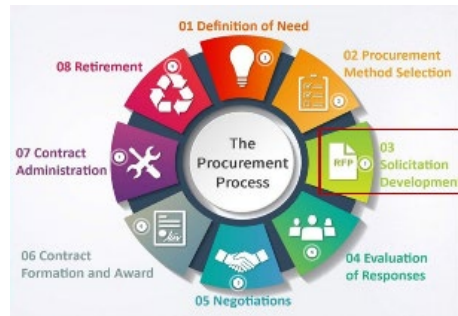 01 Definition of Need
02 Procurement
Method Selection
03
Solicitation
Development
RFP
04 Evaluation
of Responses
05 Negotiations
06 Contract
Formation and Award
07 Contract
Administration
08 Retirement
The
Procurement
Process